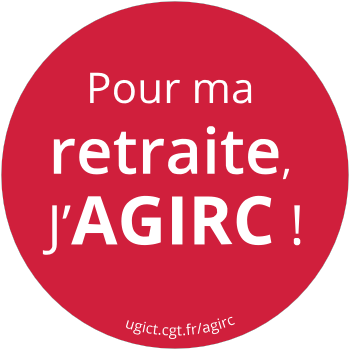 Pour ma
retraite,
J’AGIRC !
ugict.cgt.fr/agirc